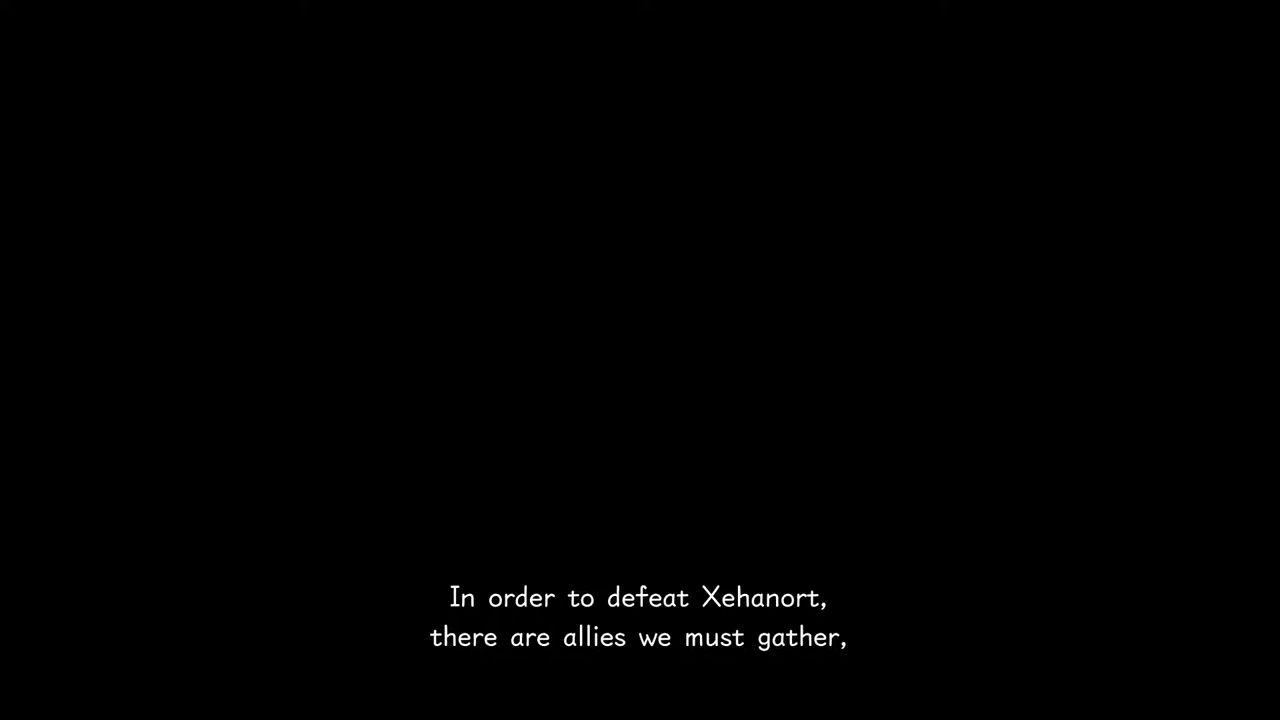 In order to defeat Xehanort,
there are allies we must gather,